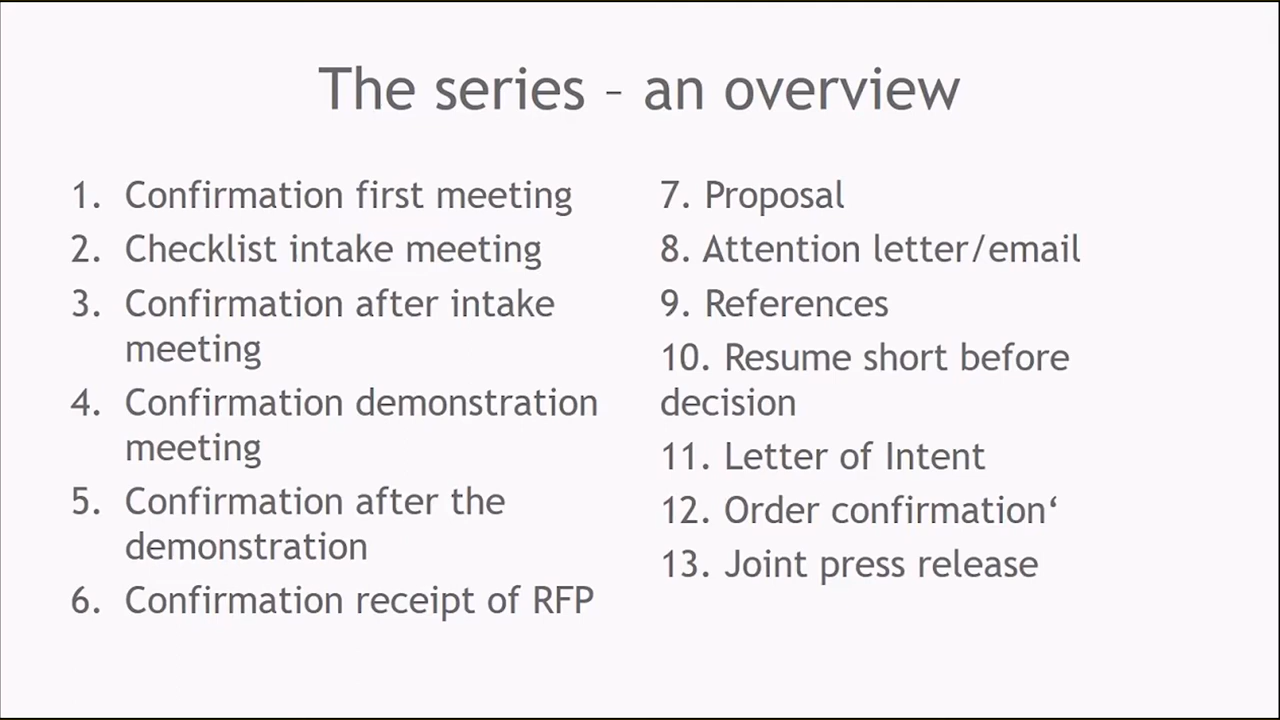 The series – an overview
1. Confirmation first meeting
2. Checklist intake meeting
3. Confirmation after intake
meeting
4. Confirmation demonstration
meeting
5. Confirmation after the
demonstration
6. Confirmation receipt of RFP
7. Proposal
8. Attention letter/email
9. References
10. Resume short before
decision
11. Letter of Intent
12. Order confirmation‘
13. Joint press release